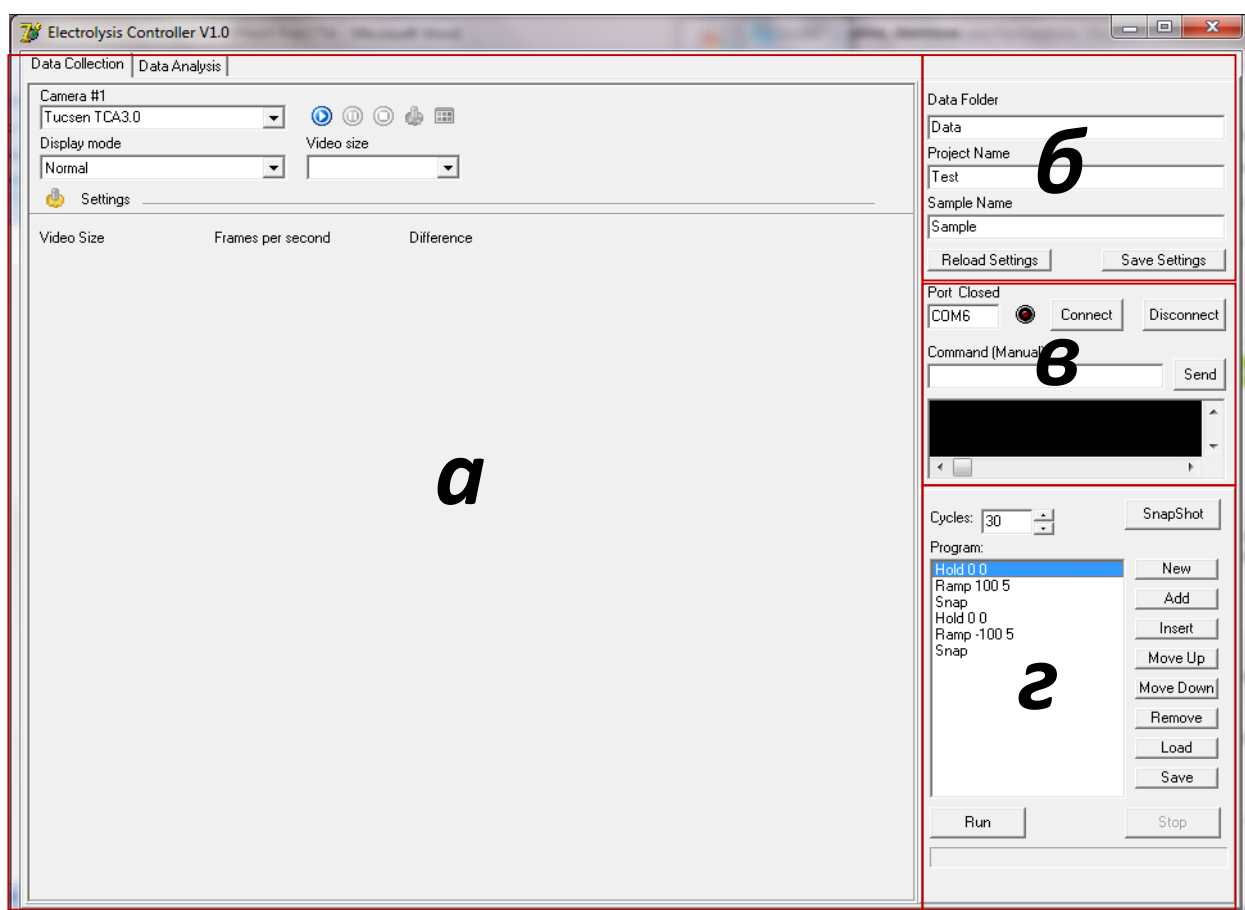 Electrolysis Controller V1.0
Data Collection
Data Analysis
Camera #1
Tucsen TCA3.0
Display mode
Video size
Normal
Settings
Video Size
Frames per second
Difference
а
Data Folder
Data
Project Name
Test
Sample Name
Sample
Reload Settings
Save Settings
б
Port Closed
COM6
Connect
Disconnect
Command (Manual)
Send
в
Cycles:
30
SnapShot
Program:
Hold 0 0
Ramp 100 5
Snap
Hold 0 0
Ramp -100 5
Snap
New
Add
Insert
Move Up
Move Down
Remove
Load
Save
г
Run
Stop